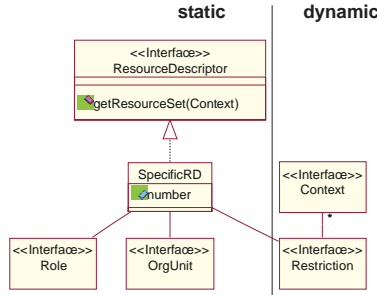 static
dynamic
<<Interface>>
ResourceDescriptor
getResourceSet(Context)
SpecificRD
number
<<Interface>>
Context
*
<<Interface>>
Role
<<Interface>>
OrgUnit
<<Interface>>
Restriction